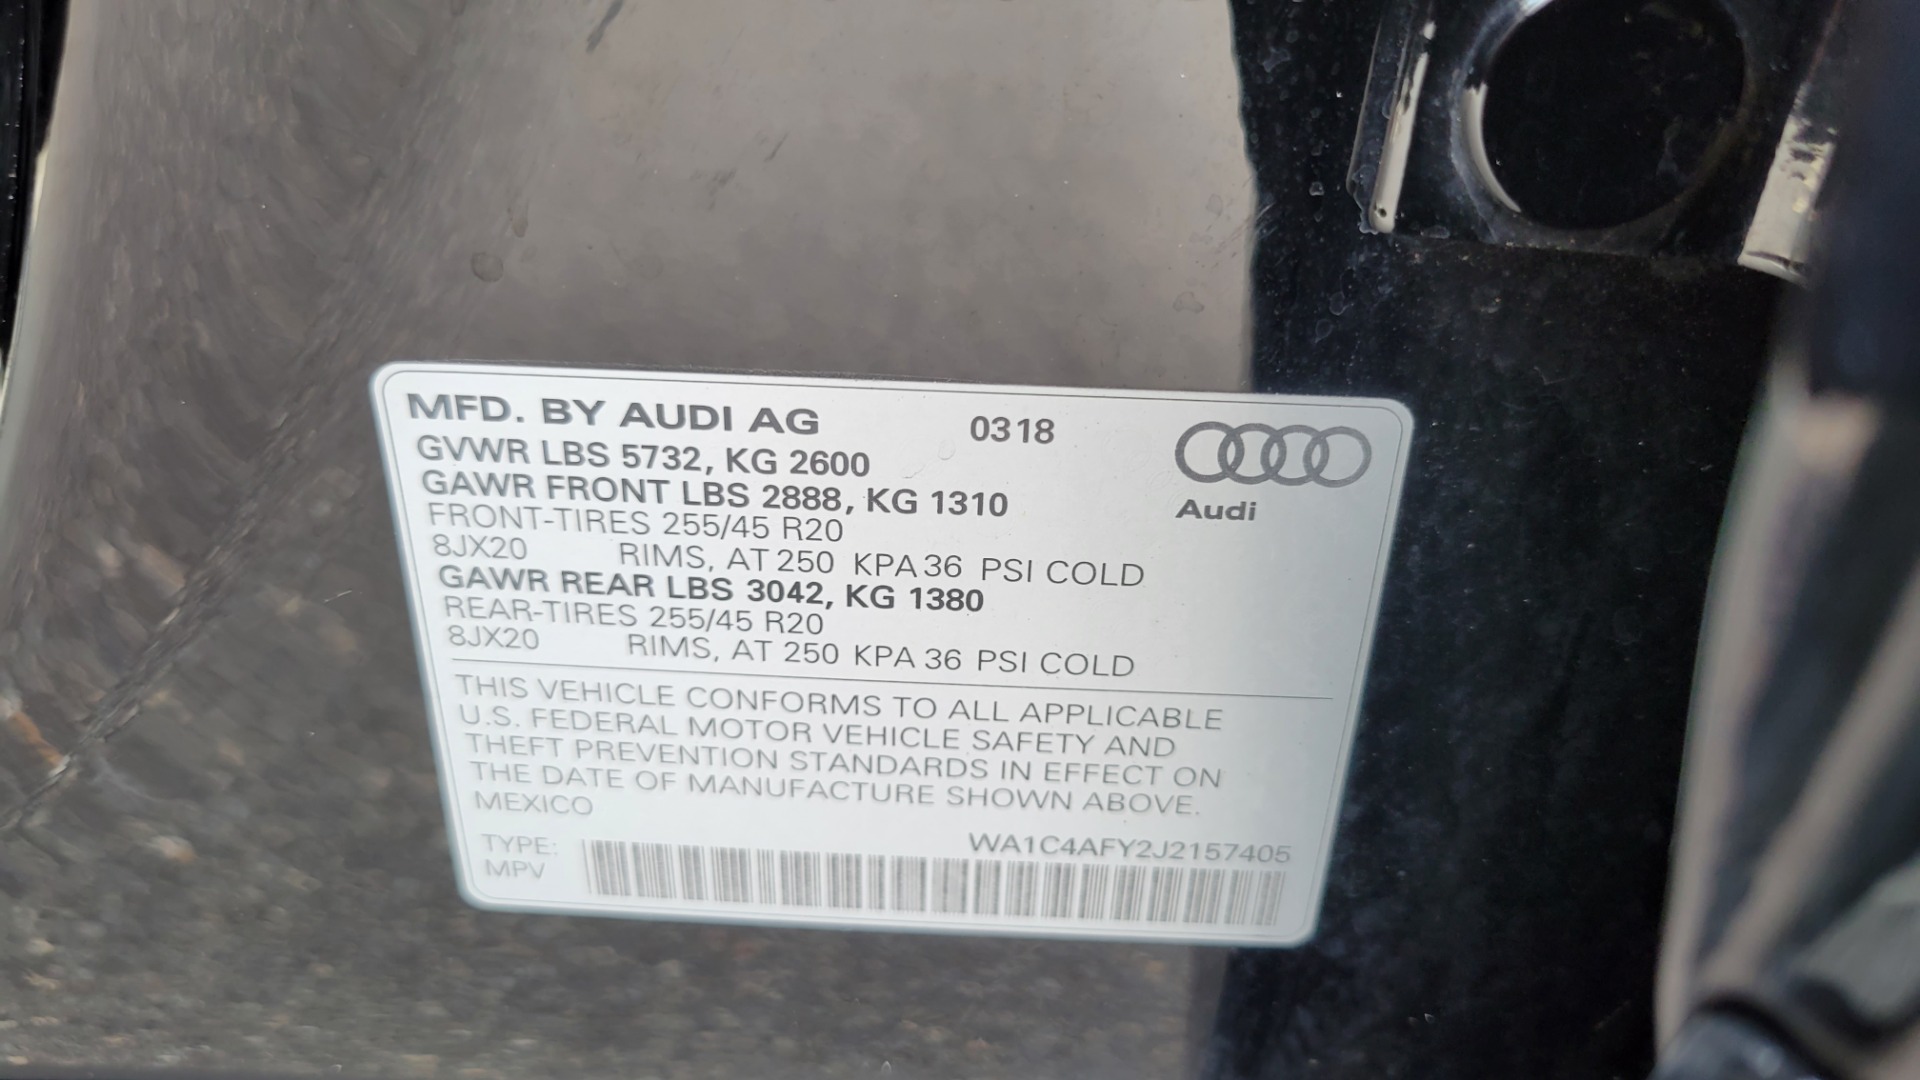 MFD. BY AUDI AG 0318
GVWR LBS 5732, KG 2600
GAWR FRONT LBS 2888, KG 1310
Audi
FRONT-TIRES 255/45 R20
8JX20 RIMS, AT 250 KPA 36 PSI COLD
GAWR REAR LBS 3042, KG 1380
REAR-TIRES 255/45 R20
8JX20 RIMS, AT 250 KPA 36 PSI COLD
THIS VEHICLE CONFORMS TO ALL APPLICABLE
U.S. FEDERAL MOTOR VEHICLE SAFETY AND
THEFT PREVENTION STANDARDS IN EFFECT ON
THE DATE OF MANUFACTURE SHOWN ABOVE.
MEXICO
TYPE: WA1C4AFY2J2157405
MPV